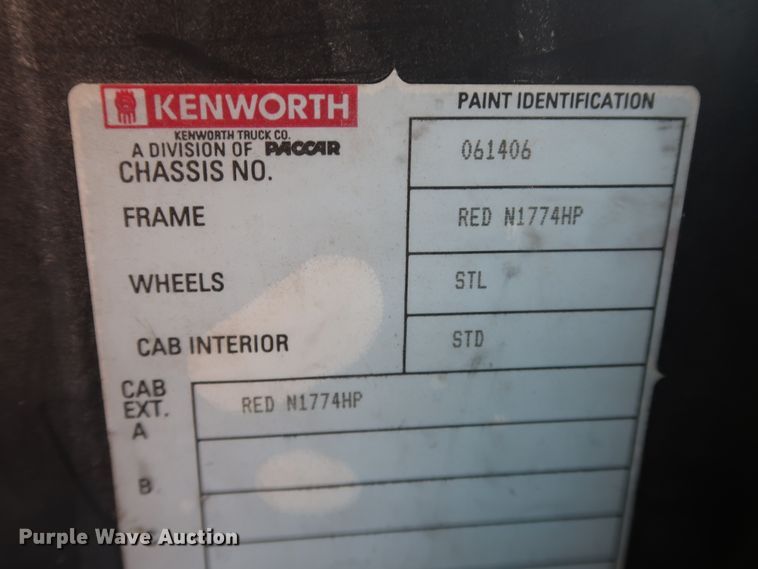 KENWORTH
PAINT IDENTIFICATION
KENWORTH TRUCK CO.
A DIVISION OF PACCAR
CHASSIS NO. 061406
FRAME RED N1774HP
WHEELS STL
CAB INTERIOR STD
CAB
EXT.
A RED N1774HP
B
Purple Wave Auction